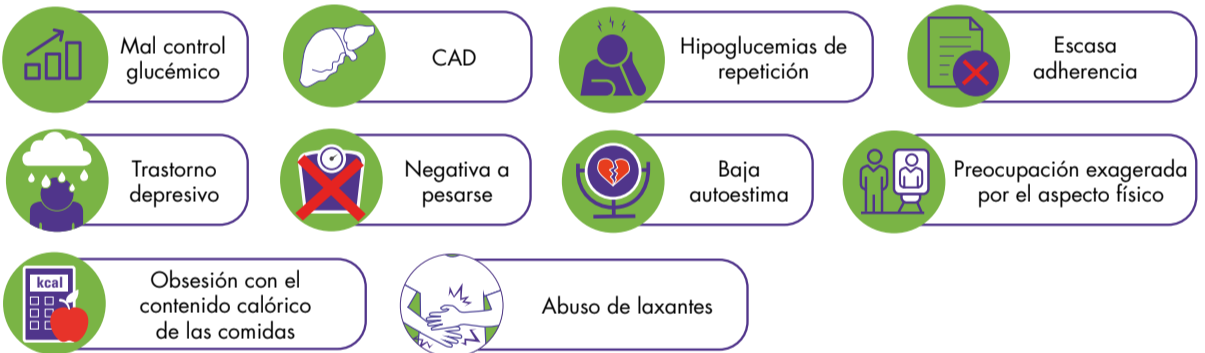 Mal control
glucémico
CAD
Hipoglucemias de
repetición
Escasa
adherencia
Trastorno
depresivo
Negativa a
pesarse
Baja
autoestima
Preocupación exagerada
por el aspecto físico
kcal
Obsesión con el
contenido calórico
de las comidas
Abuso de laxantes